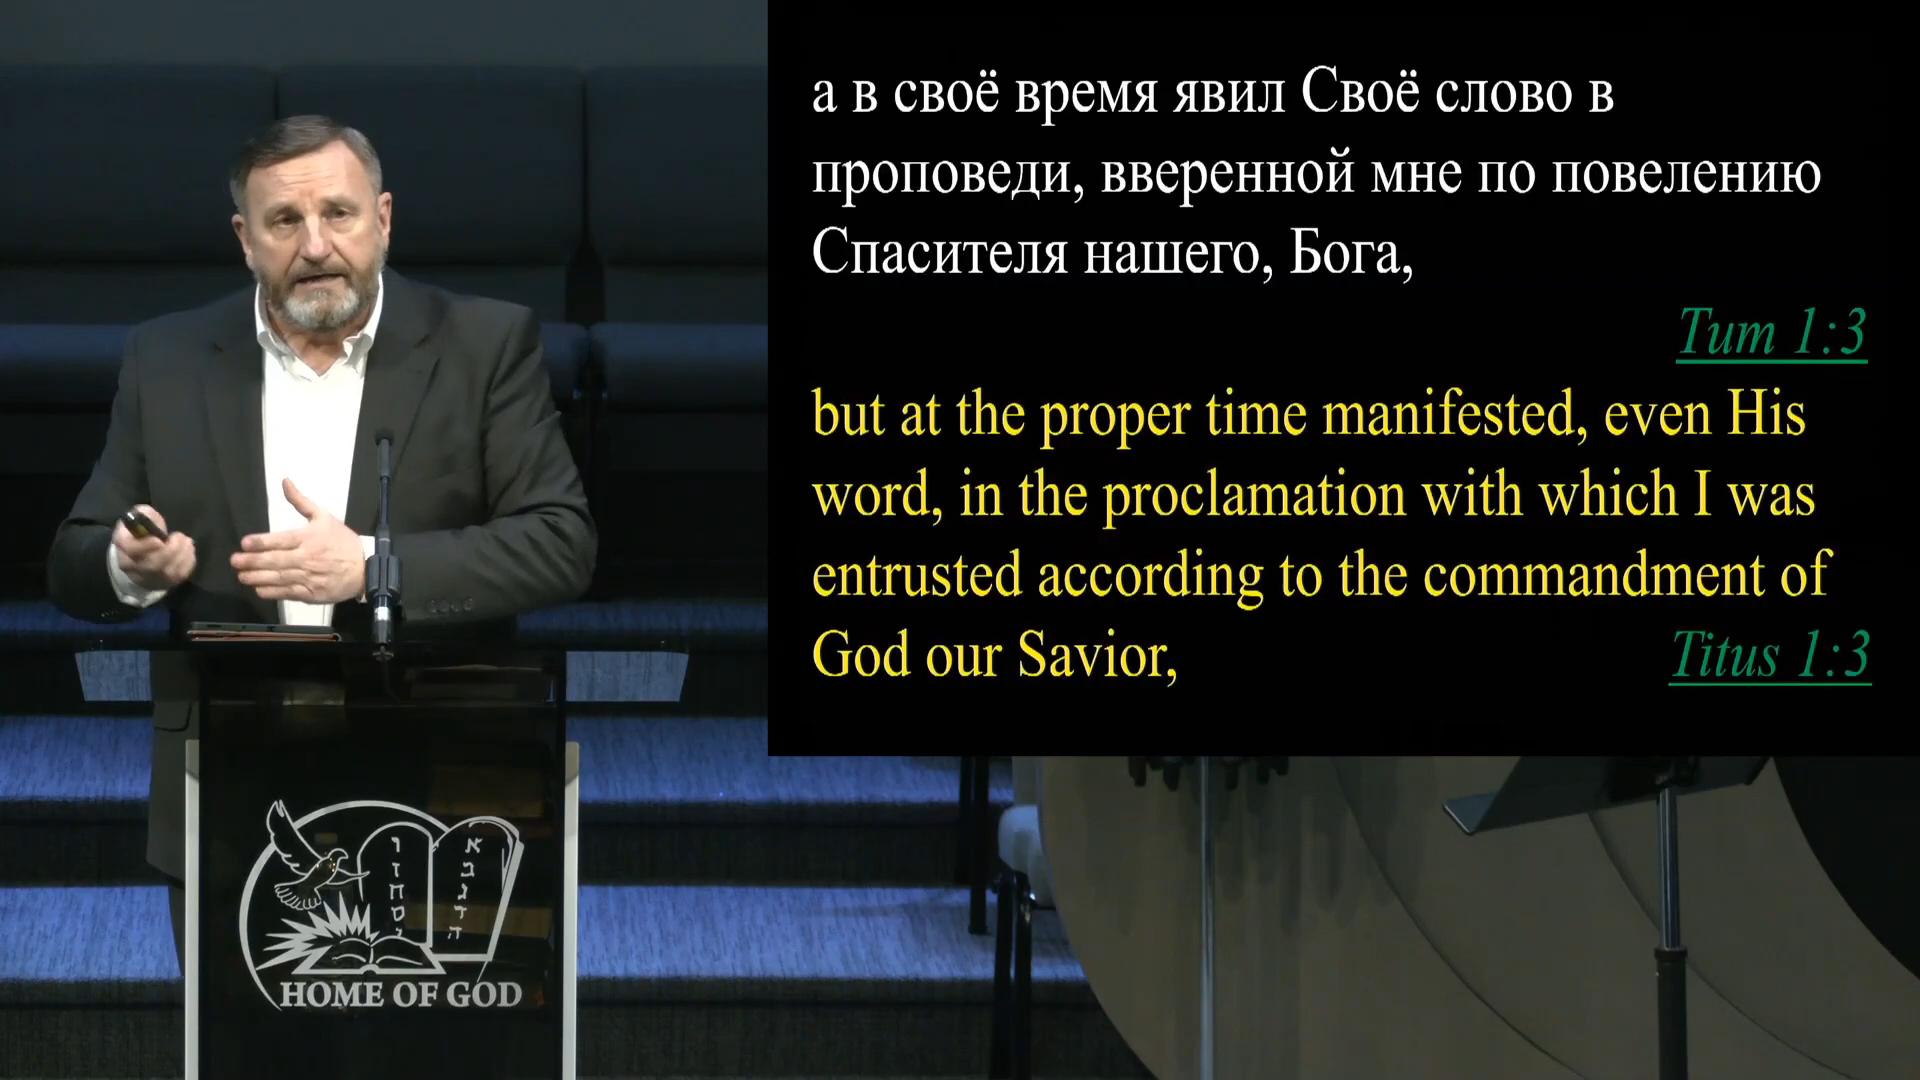 а в своё время явил Своё слово в
проповеди, вверенной мне по повелению
Спасителя нашего, Бога,
Тит 1:3
but at the proper time manifested, even His
word, in the proclamation with which I was
entrusted according to the commandment of
God our Savior,
Titus 1:3
א
ב
ג
ד
ה
ו
ז
ח
ט
י
HOME OF GOD